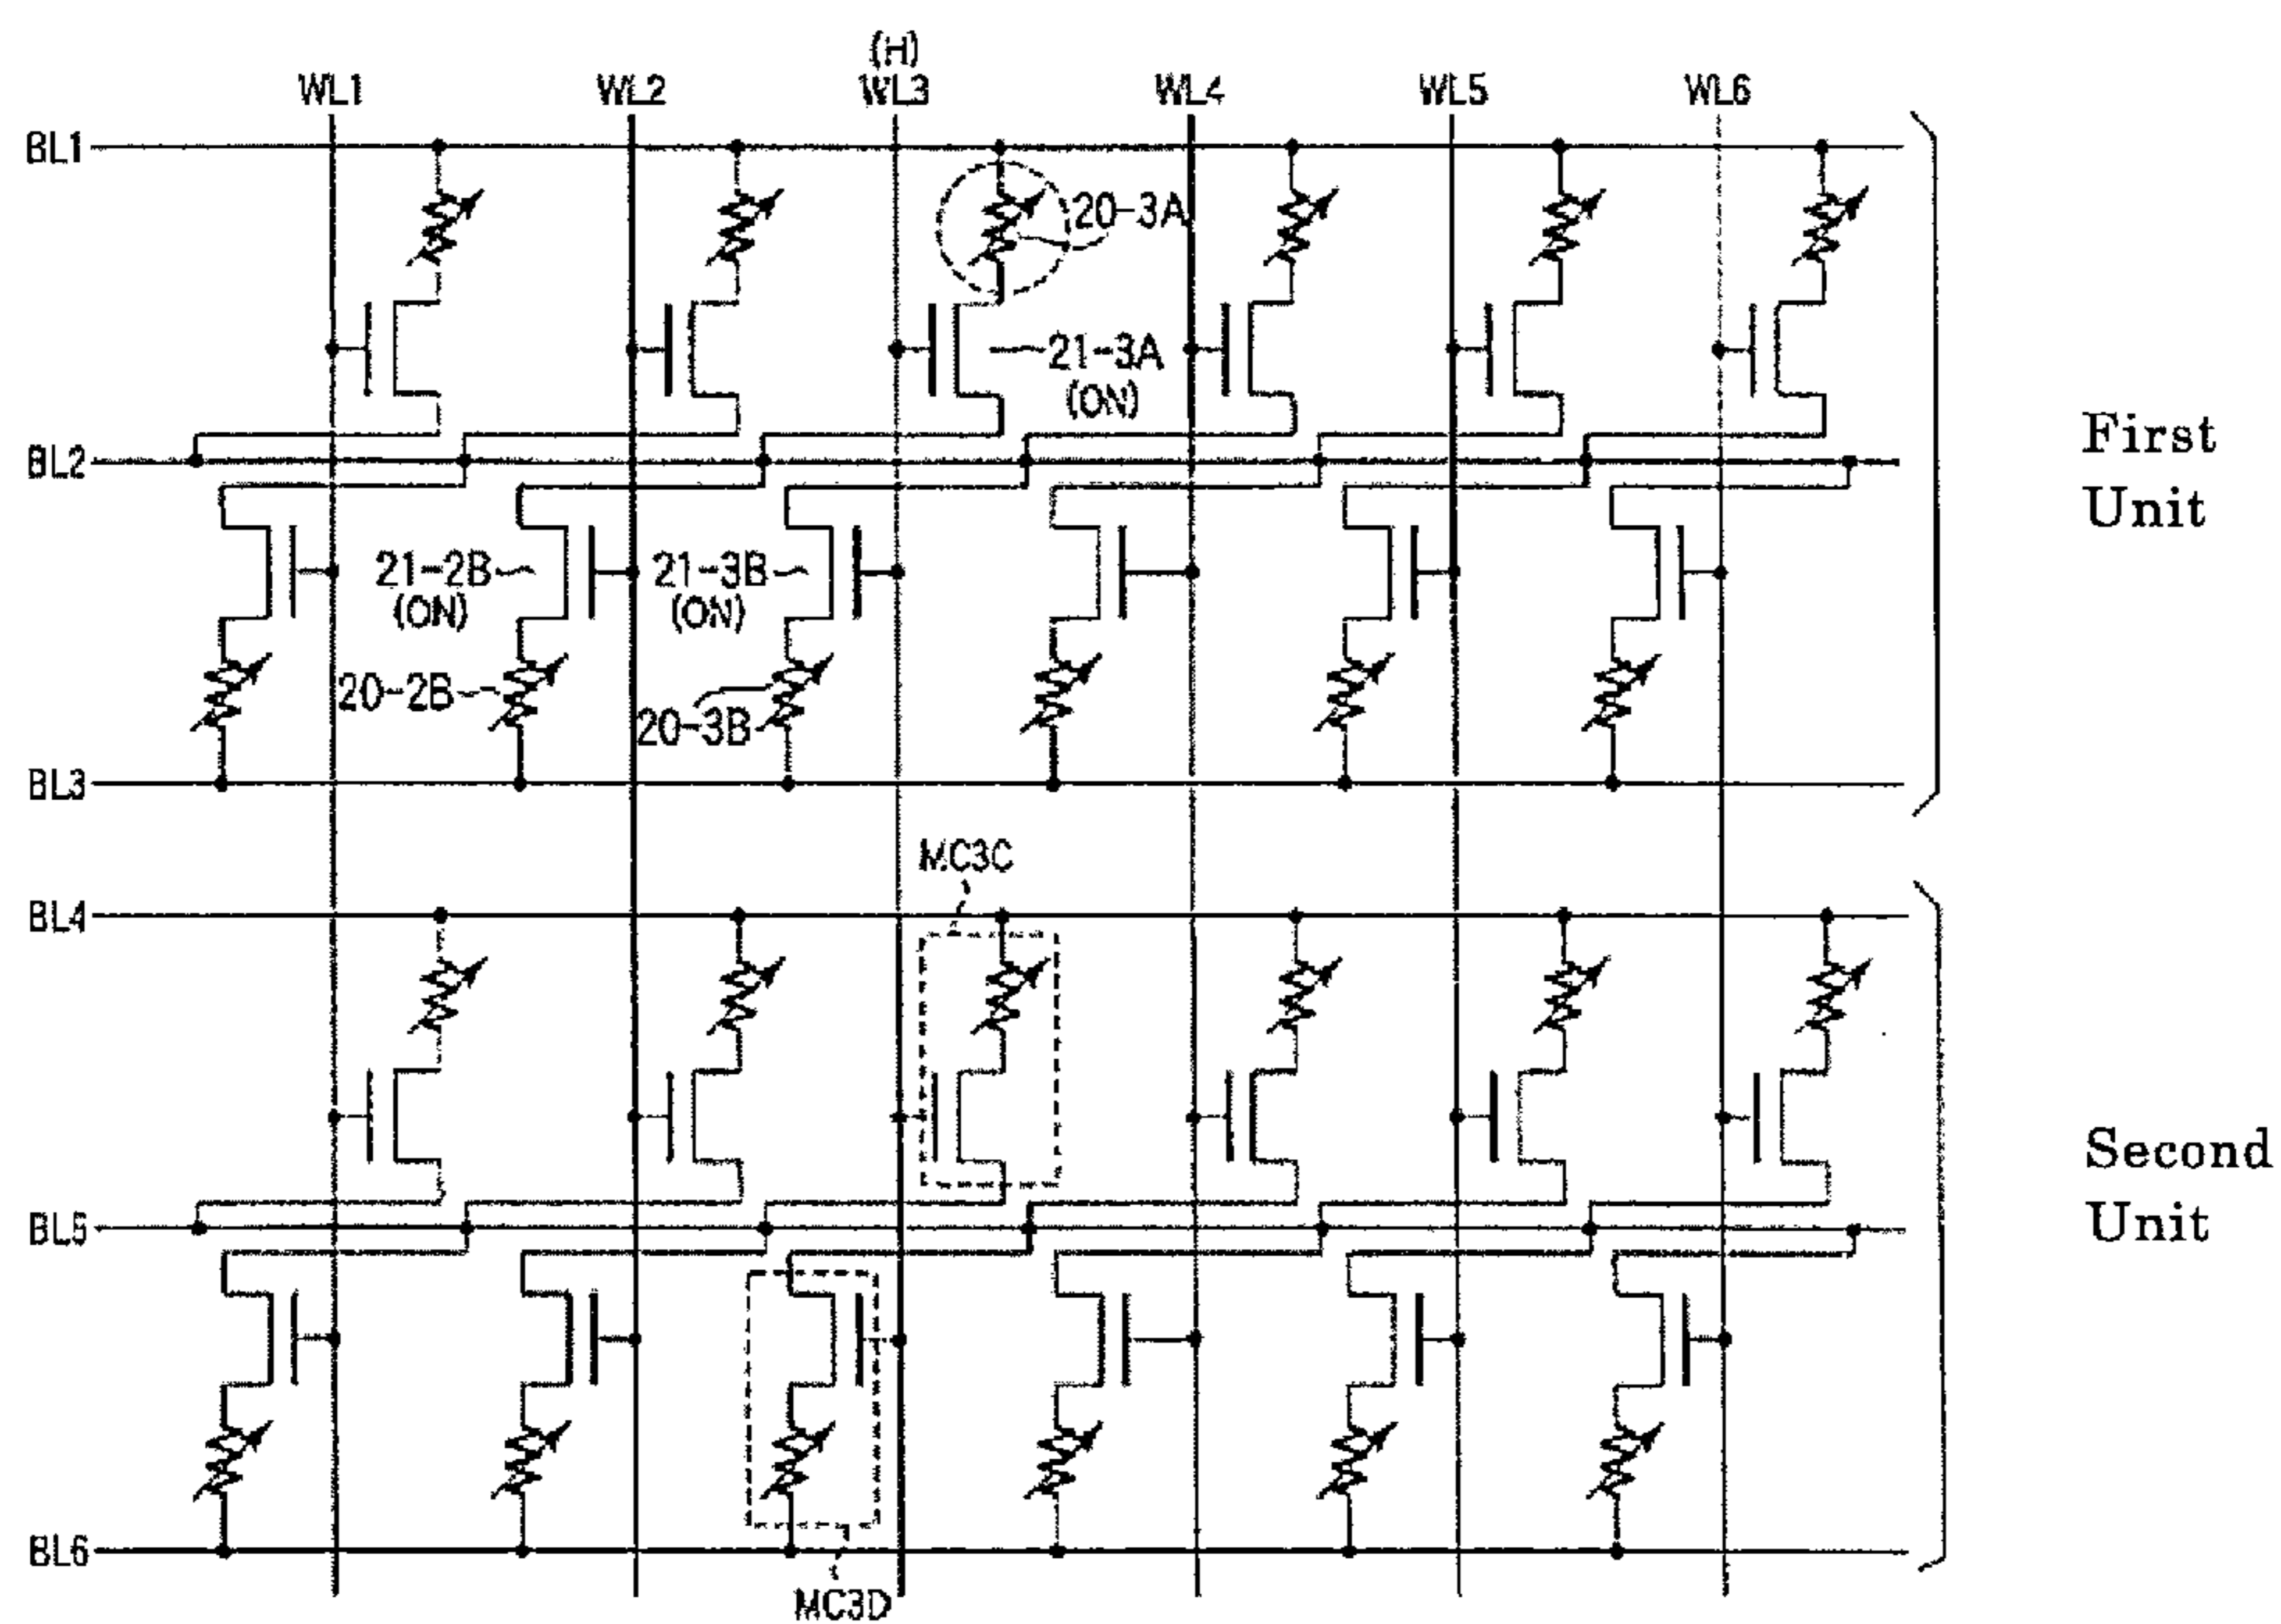 (H)
WL1 WL2 WL3 WL4 WL5 WL6
BL1
20-3A
21-3A
(ON)
BL2
First
Unit
21-2B
(ON)
21-3B
(ON)
20-2B
20-3B
BL3
MC3C
BL4
Second
Unit
BL5
BL6
MC3D